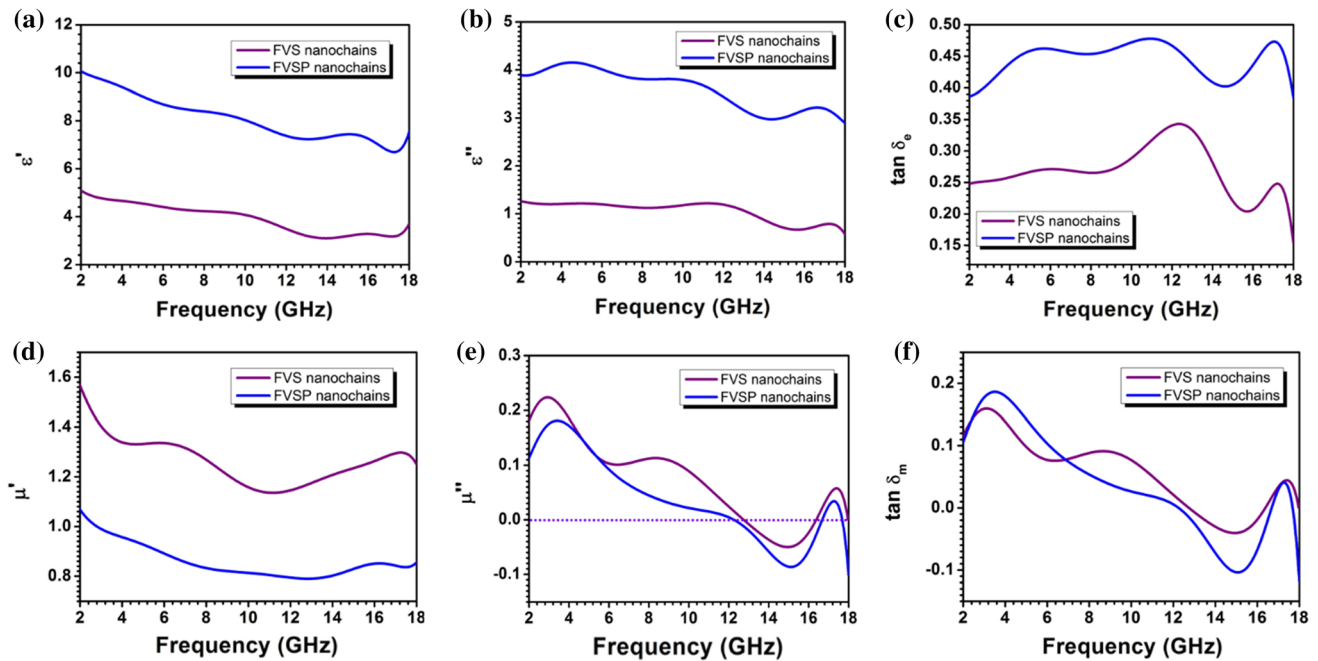 (a)
12
10
8
6
4
2
ε'
FVS nanochains
FVSP nanochains
2 4 6 8 10 12 14 16 18
Frequency (GHz)
(b)
5
4
3
2
1
0
ε''
FVS nanochains
FVSP nanochains
2 4 6 8 10 12 14 16 18
Frequency (GHz)
(c)
0.50
0.45
0.40
0.35
0.30
0.25
0.20
0.15
tan δe
FVS nanochains
FVSP nanochains
2 4 6 8 10 12 14 16 18
Frequency (GHz)
(d)
1.6
1.4
1.2
1.0
0.8
μ'
FVS nanochains
FVSP nanochains
2 4 6 8 10 12 14 16 18
Frequency (GHz)
(e)
0.3
0.2
0.1
0.0
-0.1
μ''
FVS nanochains
FVSP nanochains
2 4 6 8 10 12 14 16 18
Frequency (GHz)
(f)
0.2
0.1
0.0
-0.1
tan δm
FVS nanochains
FVSP nanochains
2 4 6 8 10 12 14 16 18
Frequency (GHz)